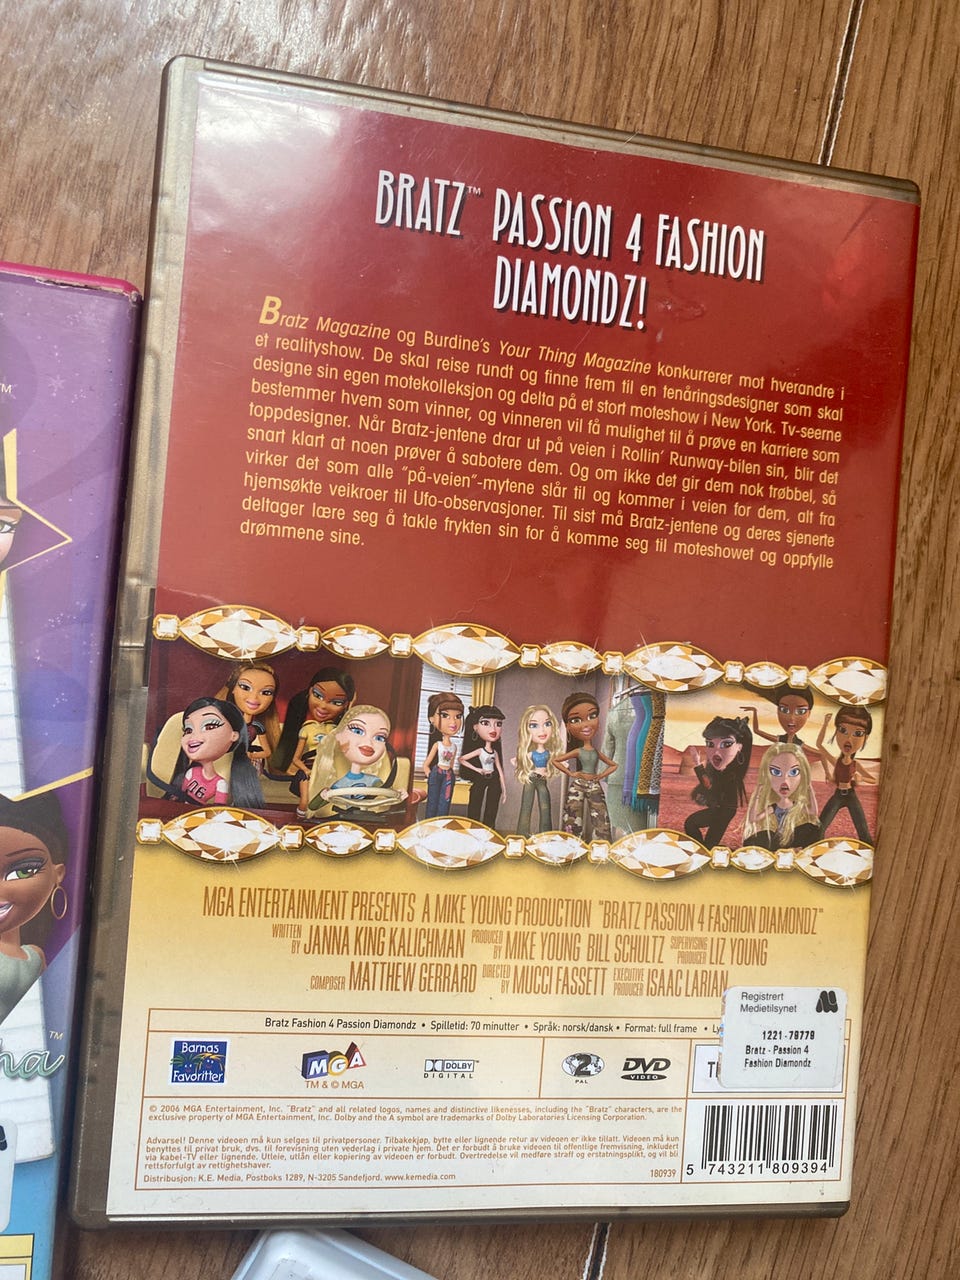 BRATZ™ PASSION 4 FASHION
DIAMONDZ!
Bratz Magazine og Burdine's Your Thing Magazine konkurrerer mot hverandre i
et realityshow. De skal reise rundt og finne frem til en tenåringsdesigner som skal
designe sin egen motekolleksjon og delta på et stort moteshow i New York. Tv-seerne
bestemmer hvem som vinner, og vinneren vil få mulighet til å prøve en karriere som
toppdesigner. Når Bratz-jentene drar ut på veien i Rollin' Runway-bilen sin, blir det
snart klart at noen prøver å sabotere dem. Og om ikke det gir dem nok trøbbel, så
virker det som alle "på-veien"-mytene slår til og kommer i veien for dem, alt fra
hjemsøkte veikroer til Ufo-observasjoner. Til sist må Bratz-jentene og deres sjenerte
deltager lære seg å takle frykten sin for å komme seg til moteshowet og oppfylle
drømmene sine.
16
MGA ENTERTAINMENT PRESENTS A MIKE YOUNG PRODUCTION "BRATZ PASSION 4 FASHION DIAMONDZ"
WRITTEN BY JANNA KING KALICHMAN PRODUCED BY MIKE YOUNG BILL SCHULTZ SUPERVISING PRODUCER LIZ YOUNG
COMPOSER MATTHEW GERRARD DIRECTED BY MUCCI FASSETT EXECUTIVE PRODUCER ISAAC LARIAN
Registrert
Medietilsynet
1221-79779
Bratz - Passion 4
Fashion Diamondz
Bratz Fashion 4 Passion Diamondz • Spilletid: 70 minutter • Språk: norsk/dansk • Format: full frame • Ly
Barnas
Favoritter
MGA
TM & © MGA
DOLBY™
DIGITAL
2
PAL
DVD
VIDEO
© 2006 MGA Entertainment, Inc. "Bratz" and all related logos, names and distinctive likenesses, including the "Bratz" characters, are the
exclusive property of MGA Entertainment, Inc. Dolby and the A symbol are trademarks of Dolby Laboratories Licensing Corporation.
Advarsel! Denne videoen må kun selges til privatpersoner. Tilbakekjøp, bytte eller lignende retur av videoen er ikke tillatt. Videoen må kun
benyttes til privat bruk, dvs. til forevisning uten vederlag i private hjem. Det er forbudt å bruke videoen til offentlige fremvisning, inkludert
via kabel-TV eller lignende. Utleie, utlån eller kopiering av videoen er forbudt. Overtredelse vil medføre straff og erstatningsplikt, og vil bli
rettsforfulgt av rettighetshaver.
Distribusjon: K.E. Media, Postboks 1289, N-3205 Sandefjord. www.kemedia.com
180939
5 743211 809394
™
ha